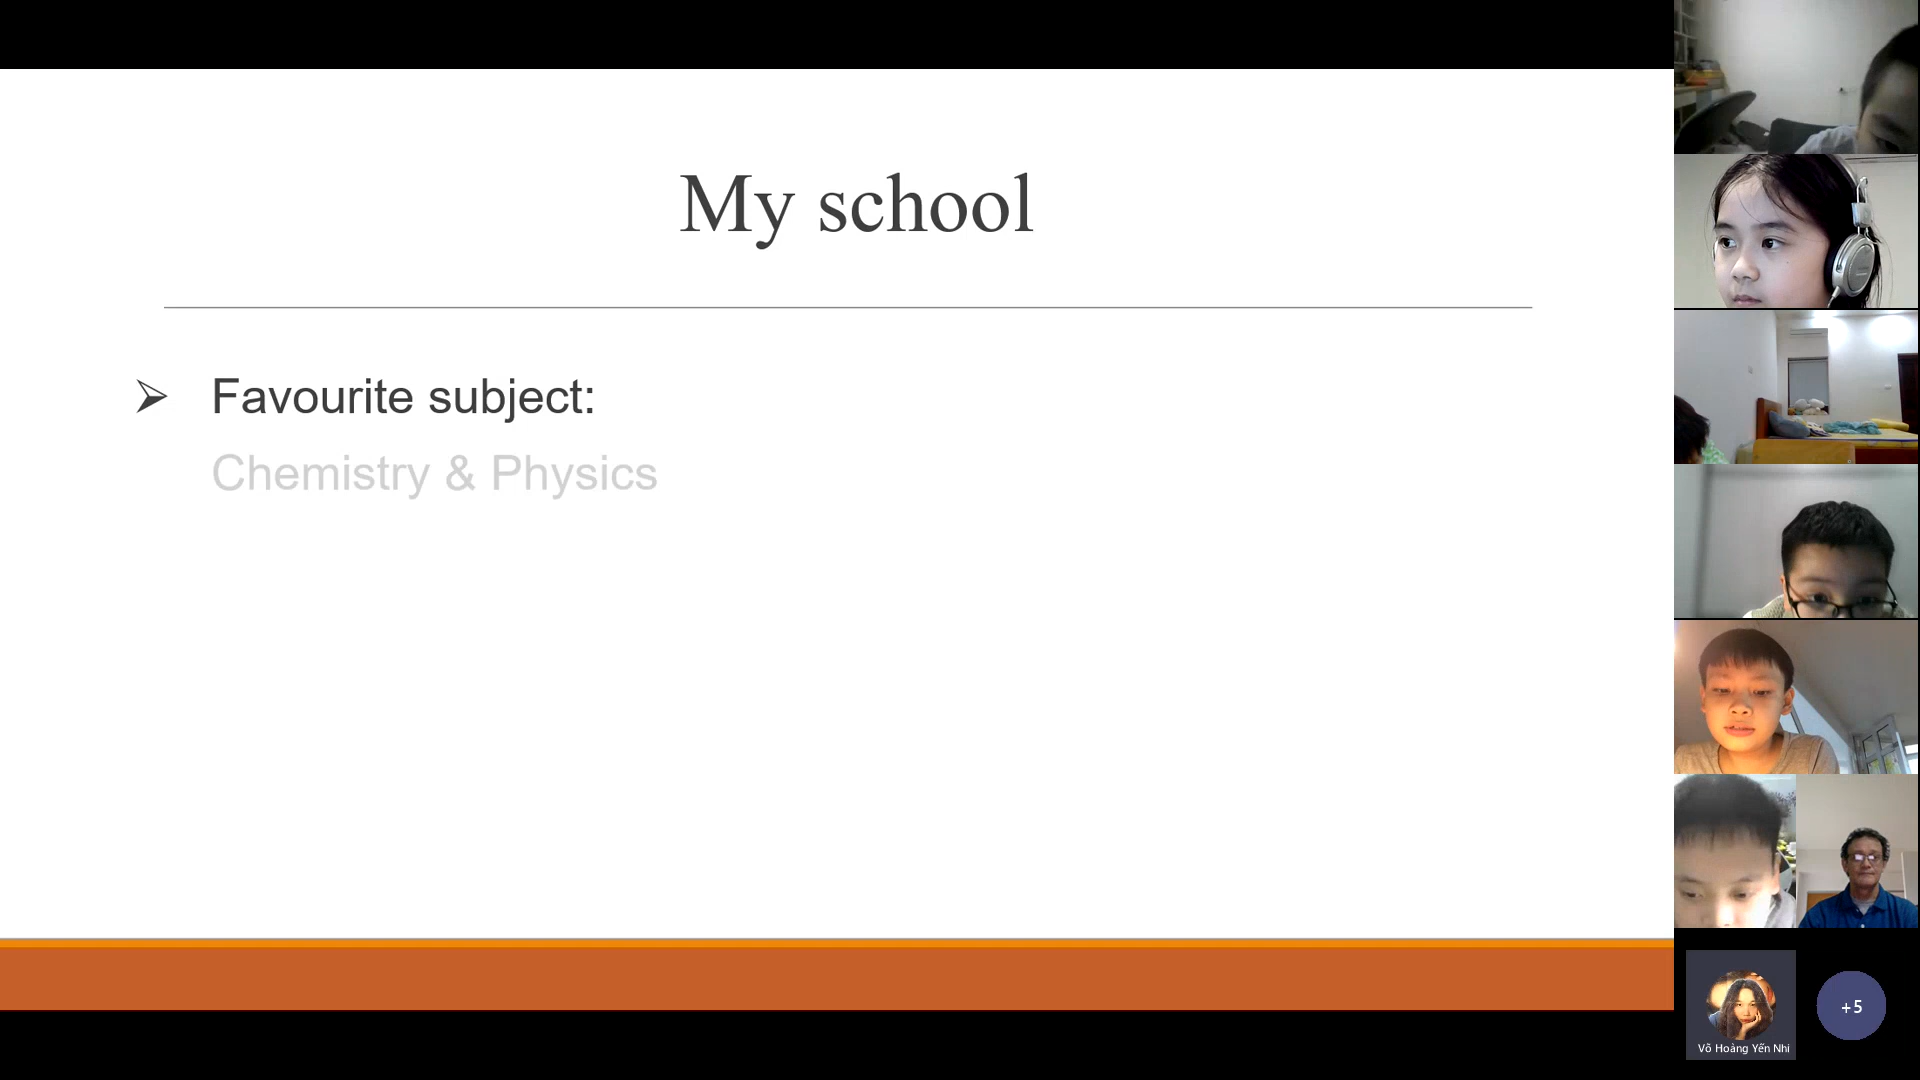 My school
Favourite subject:
Chemistry & Physics
Võ Hoàng Yến Nhi
+5